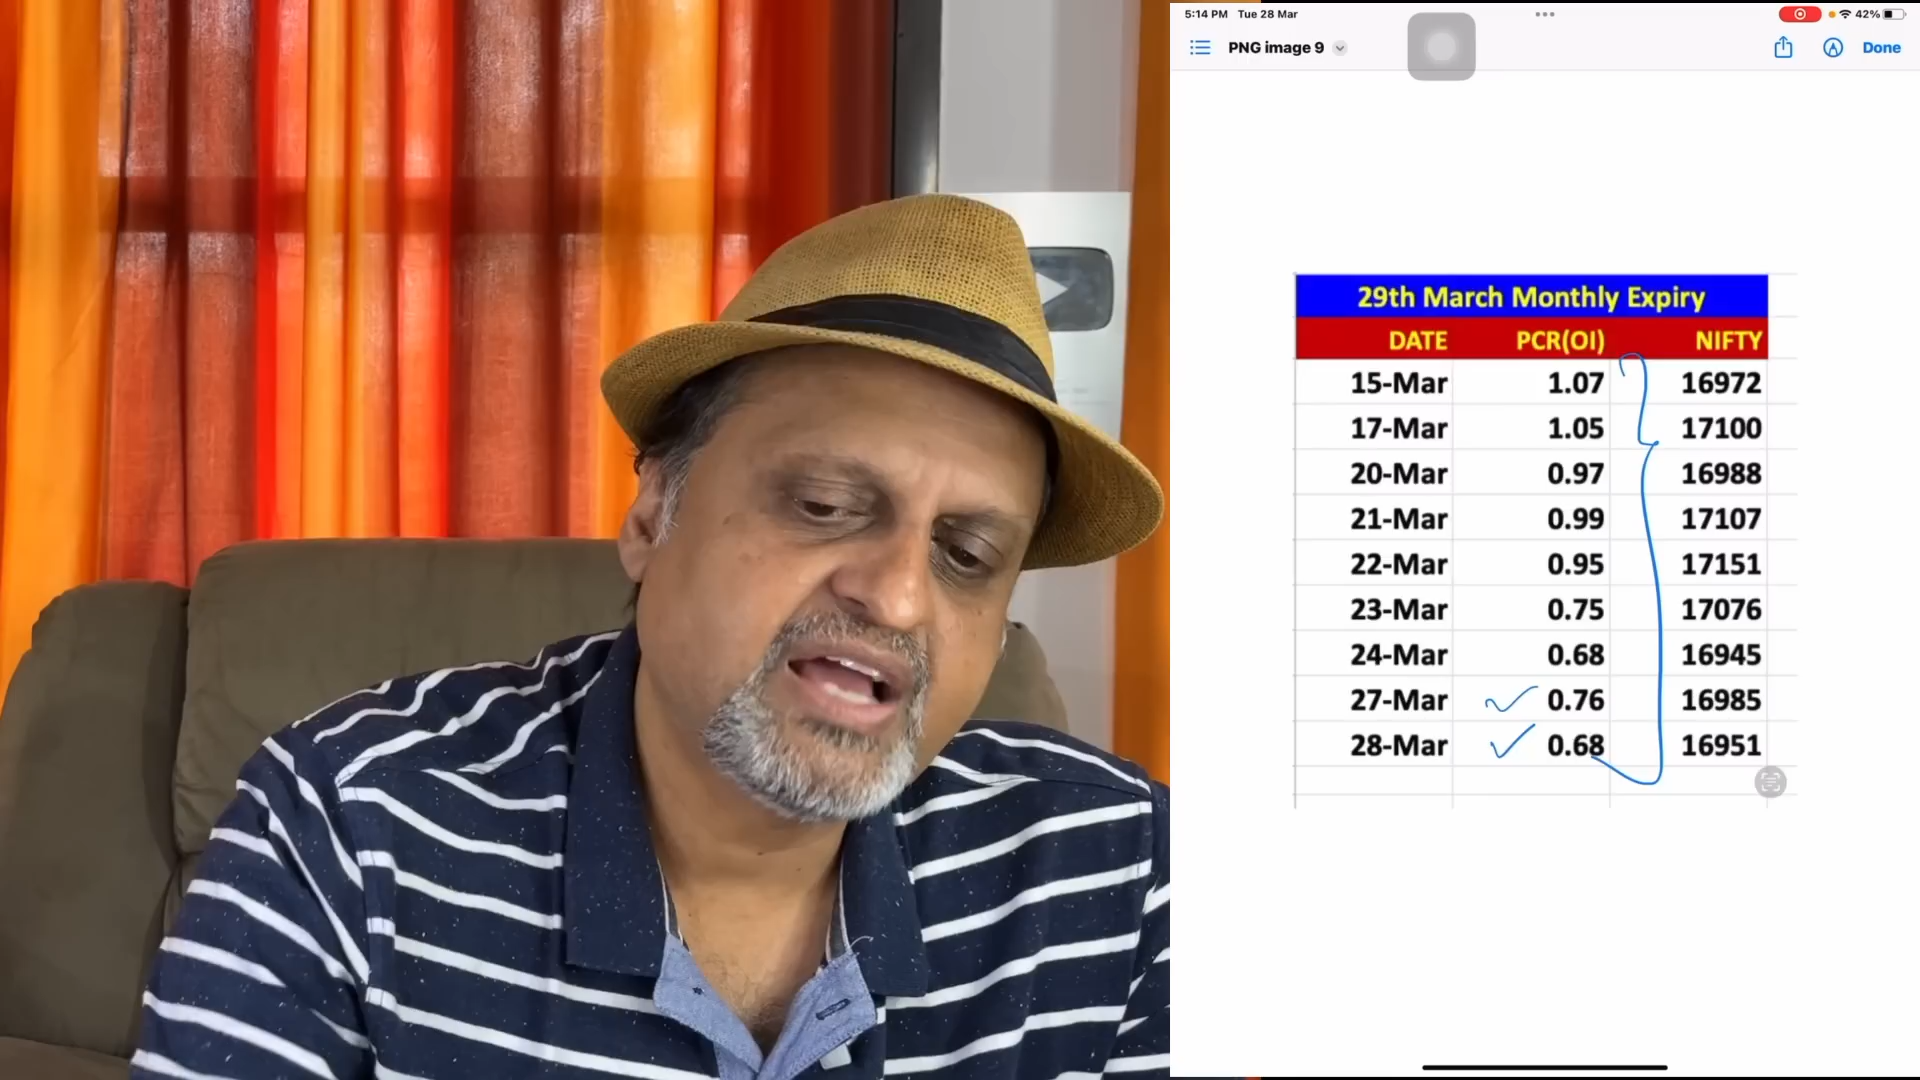 5:14 PM Tue 28 Mar
42%
PNG image 9
Done
29th March Monthly Expiry
DATE PCR(OI) NIFTY
15-Mar 1.07 16972
17-Mar 1.05 17100
20-Mar 0.97 16988
21-Mar 0.99 17107
22-Mar 0.95 17151
23-Mar 0.75 17076
24-Mar 0.68 16945
27-Mar 0.76 16985
28-Mar 0.68 16951